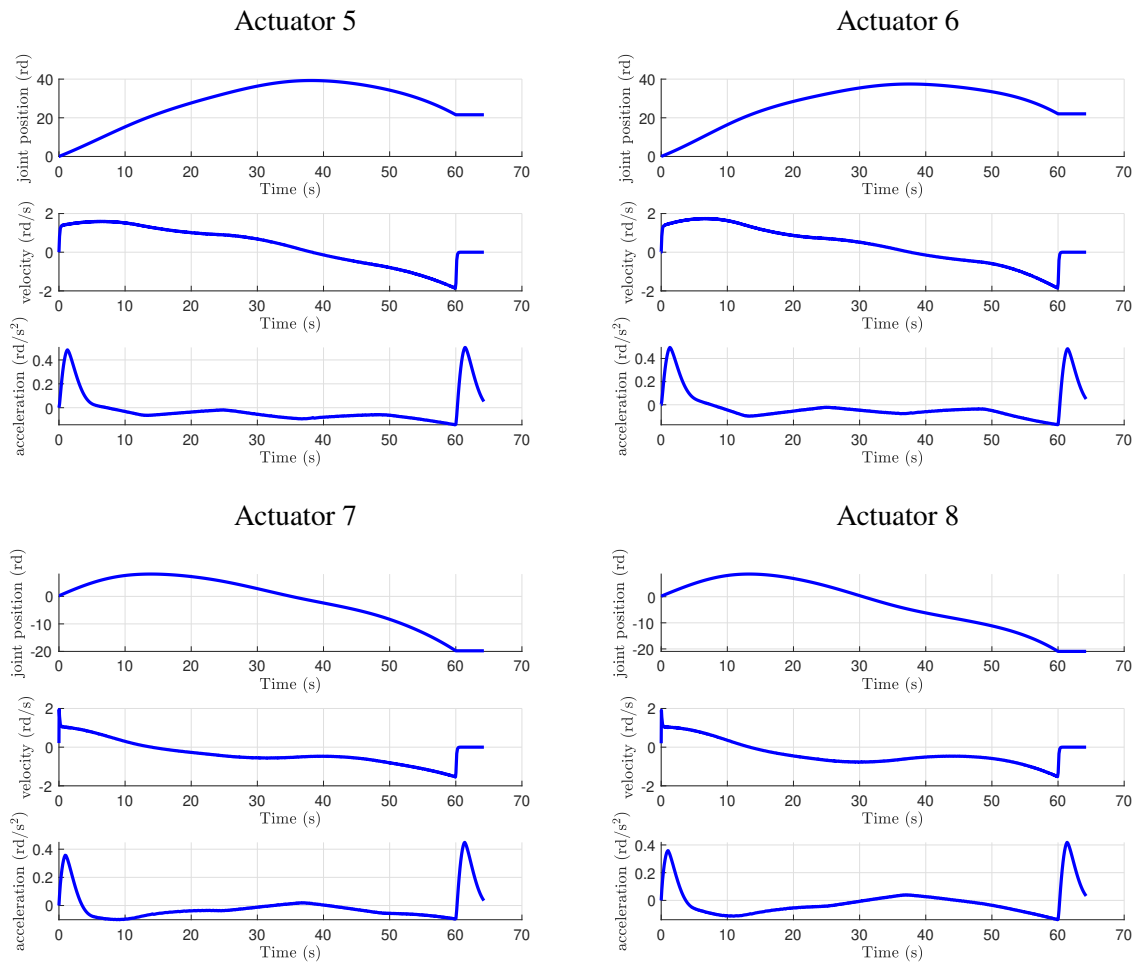 Actuator 5
joint position (rd)
40
20
0
0 10 20 30 40 50 60 70
Time (s)
velocity (rd/s)
2
0
-2
0 10 20 30 40 50 60 70
Time (s)
acceleration (rd/s²)
0.4
0.2
0
0 10 20 30 40 50 60 70
Time (s)
Actuator 6
joint position (rd)
40
20
0
0 10 20 30 40 50 60 70
Time (s)
velocity (rd/s)
2
0
-2
0 10 20 30 40 50 60 70
Time (s)
acceleration (rd/s²)
0.4
0.2
0
0 10 20 30 40 50 60 70
Time (s)
Actuator 7
joint position (rd)
0
-10
-20
0 10 20 30 40 50 60 70
Time (s)
velocity (rd/s)
2
0
-2
0 10 20 30 40 50 60 70
Time (s)
acceleration (rd/s²)
0.4
0.2
0
0 10 20 30 40 50 60 70
Time (s)
Actuator 8
joint position (rd)
0
-10
-20
0 10 20 30 40 50 60 70
Time (s)
velocity (rd/s)
2
0
-2
0 10 20 30 40 50 60 70
Time (s)
acceleration (rd/s²)
0.4
0.2
0
0 10 20 30 40 50 60 70
Time (s)